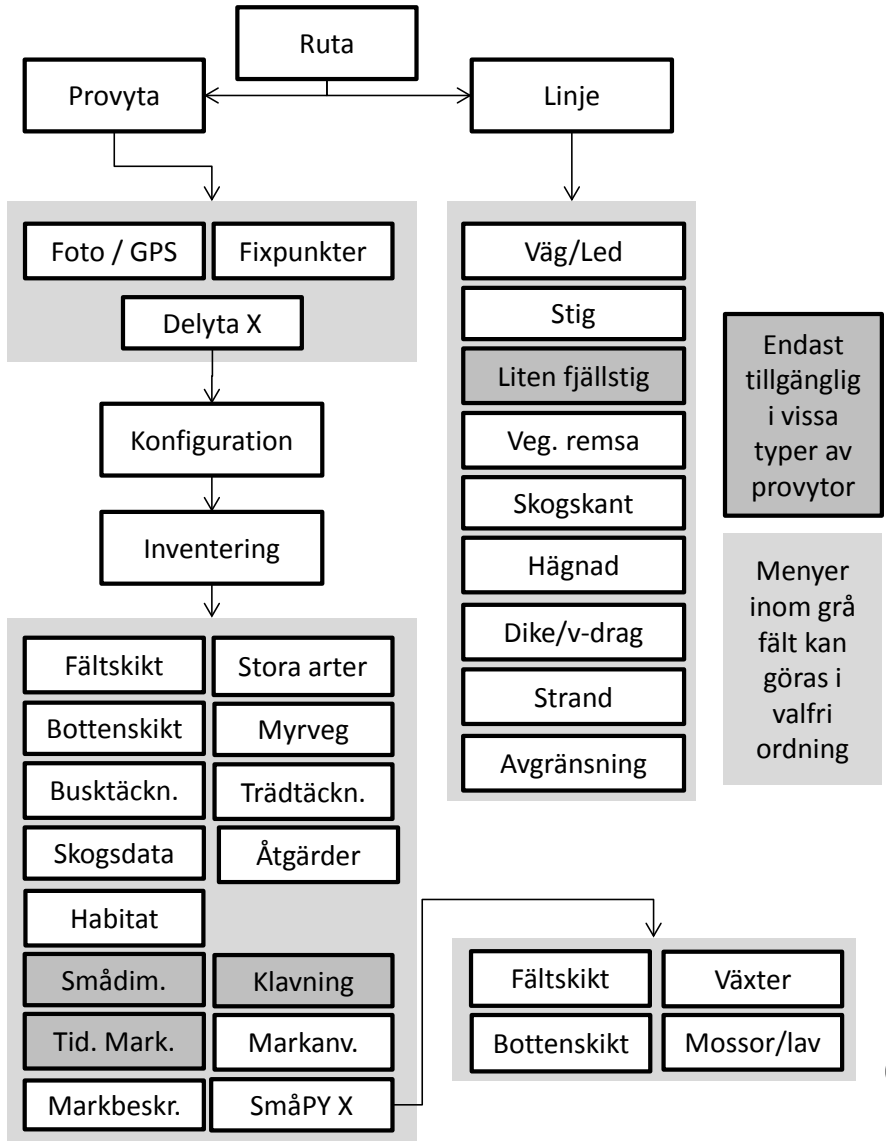 Ruta
Provyta
Linje
Foto / GPS
Fixpunkter
Delyta X
Konfiguration
Inventering
Fältskikt
Stora arter
Bottenskikt
Myrveg
Busktäckn.
Trädtäckn.
Skogsdata
Åtgärder
Habitat
Smådim.
Klavning
Tid. Mark.
Markanv.
Markbeskr.
SmåPY X
Väg/Led
Stig
Liten fjällstig
Veg. remsa
Skogskant
Hägnad
Dike/v-drag
Strand
Avgränsning
Endast
tillgänglig
i vissa
typer av
provytor
Menyer
inom grå
fält kan
göras i
valfri
ordning
Fältskikt
Växter
Bottenskikt
Mossor/lav